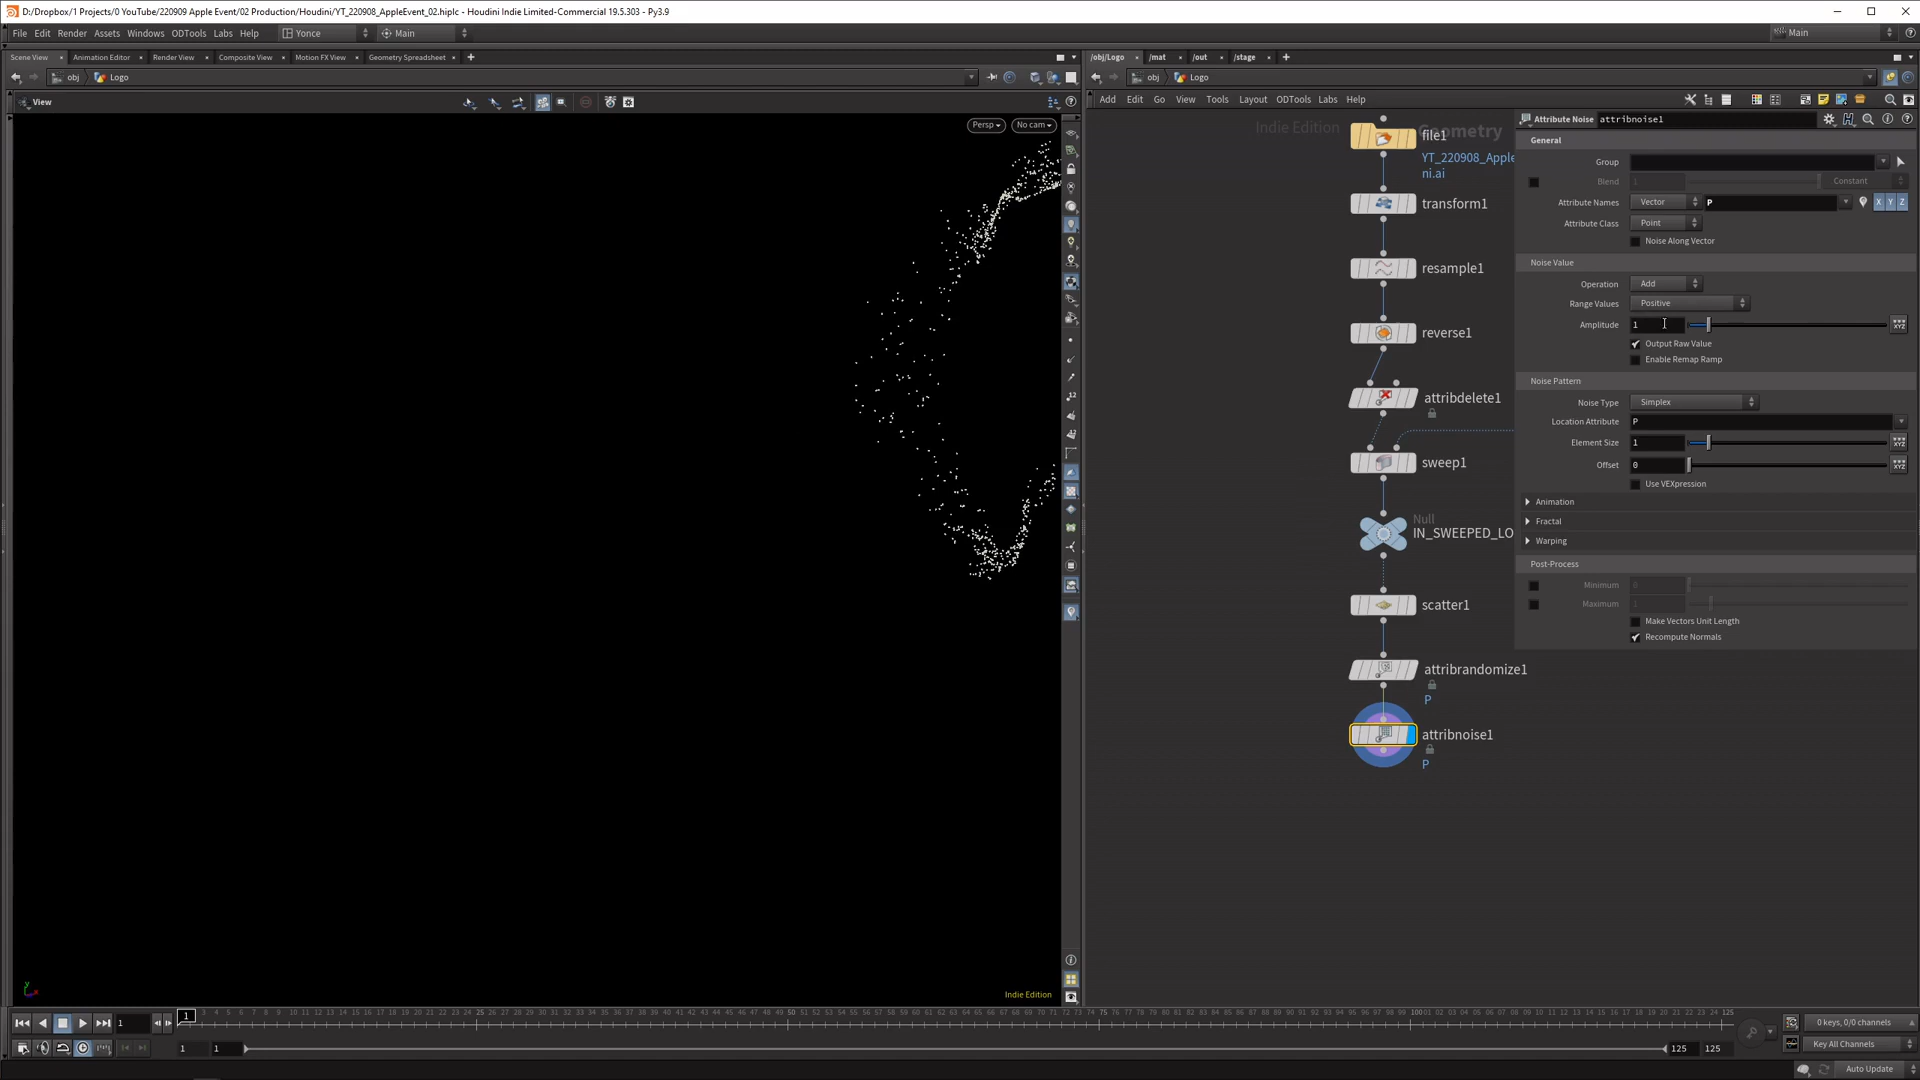 D:/Dropbox/1 Projects/0 YouTube/220909 Apple Event/02 Production/Houdini/YT_220908_AppleEvent_02.hiplc - Houdini Indie Limited-Commercial 19.5.303 - Py3.9
File Edit Render Assets Windows ODTools Labs Help Yonce Main Main
Scene View Animation Editor Render View Composite View Motion FX View Geometry Spreadsheet
obj Logo
View
Persp No cam
Indie Edition
/obj/Logo /mat /out /stage
obj Logo
Add Edit Go View Tools Layout ODTools Labs Help
Indie Edition Geometry
file1
YT_220908_Apple
ni.ai
transform1
resample1
reverse1
attribdelete1
sweep1
Null
IN_SWEEPED_LO
scatter1
attribrandomize1
P
attribnoise1
P
Attribute Noise attribnoise1
General
Group
Blend 1 Constant
Attribute Names Vector P X Y Z
Attribute Class Point
Noise Along Vector
Noise Value
Operation Add
Range Values Positive
Amplitude 1
Output Raw Value
Enable Remap Ramp
Noise Pattern
Noise Type Simplex
Location Attribute P
Element Size 1
Offset 0
Use VEXpression
Animation
Fractal
Warping
Post-Process
Minimum
Maximum 1
Make Vectors Unit Length
Recompute Normals
1 1
0 keys, 0/0 channels
1 1 125 125
Key All Channels
Auto Update